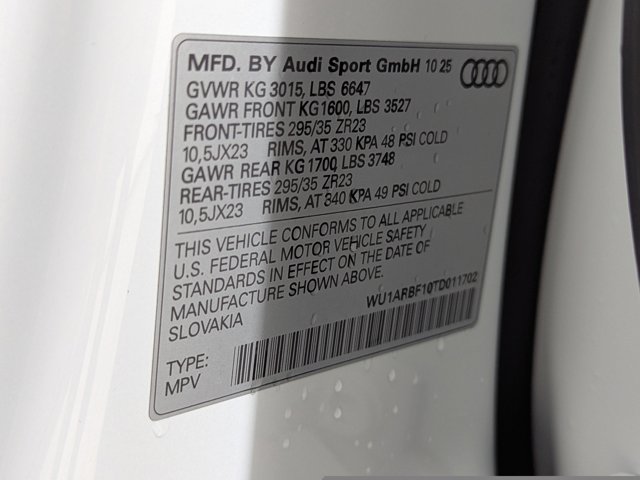 MFD. BY Audi Sport GmbH 10 25
GVWR KG 3015, LBS 6647
GAWR FRONT KG1600, LBS 3527
FRONT-TIRES 295/35 ZR23
10,5JX23 RIMS, AT 330 KPA 48 PSI COLD
GAWR REAR KG 1700, LBS 3748
REAR-TIRES 295/35 ZR23
10,5JX23 RIMS, AT 340 KPA 49 PSI COLD
THIS VEHICLE CONFORMS TO ALL APPLICABLE
U.S. FEDERAL MOTOR VEHICLE SAFETY
STANDARDS IN EFFECT ON THE DATE OF
MANUFACTURE SHOWN ABOVE.
SLOVAKIA
WU1ARBF10TD011702
TYPE:
MPV